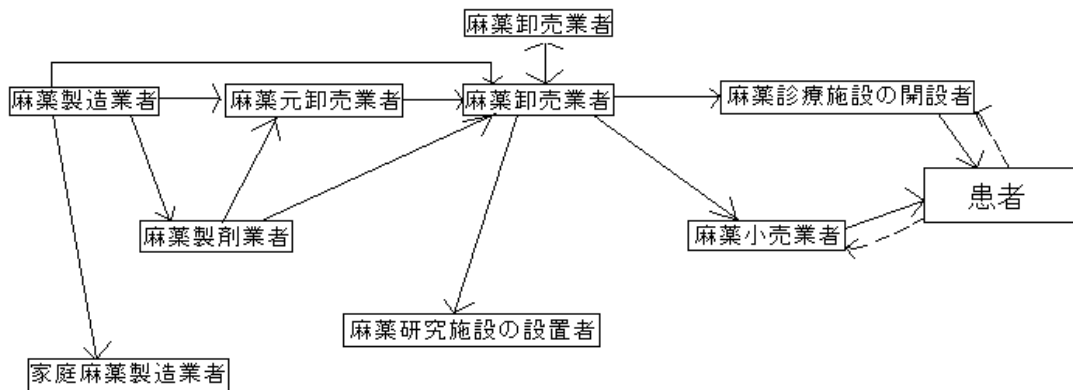 麻薬卸売業者
麻薬製造業者
麻薬元卸売業者
麻薬卸売業者
麻薬診療施設の開設者
患者
麻薬製剤業者
麻薬小売業者
麻薬研究施設の設置者
家庭麻薬製造業者